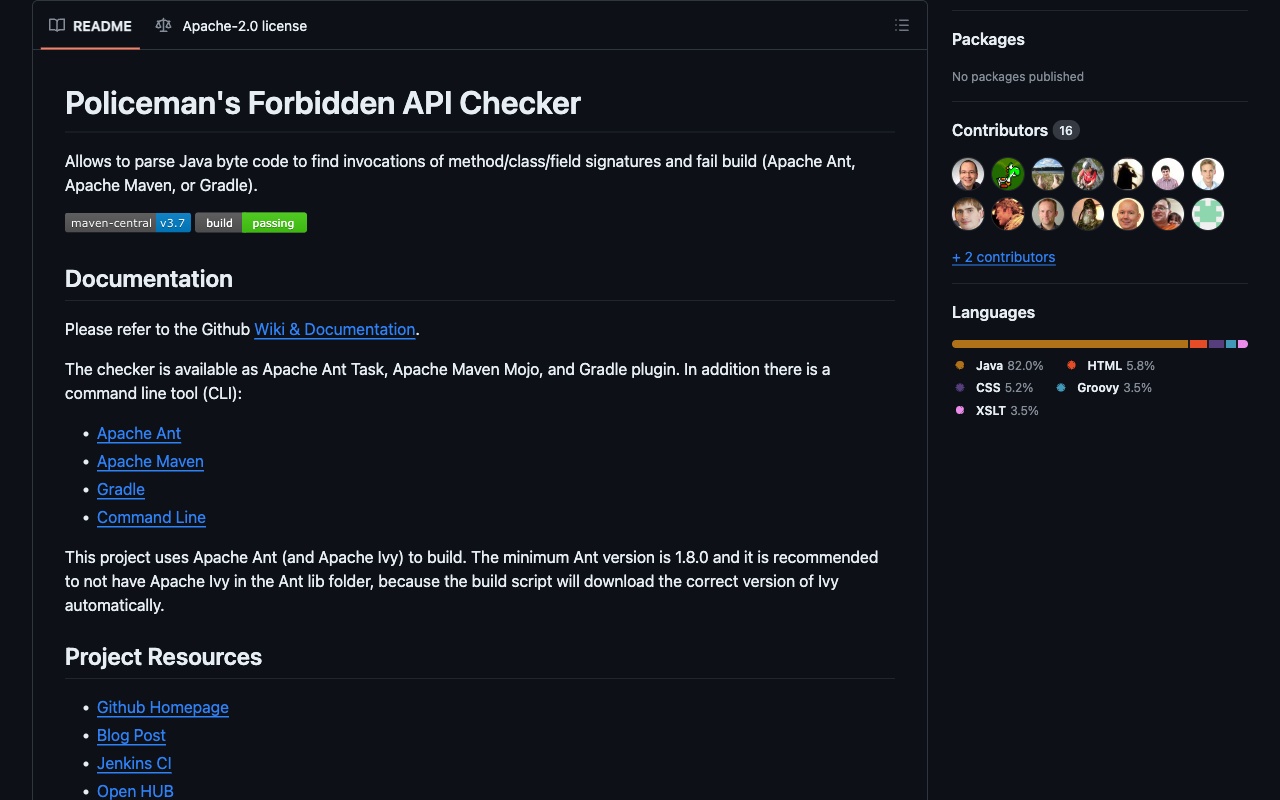 README
Apache-2.0 license
Policeman's Forbidden API Checker
Allows to parse Java byte code to find invocations of method/class/field signatures and fail build (Apache Ant,
Apache Maven, or Gradle).
maven-central v3.7 build passing
Documentation
Please refer to the Github Wiki & Documentation.
The checker is available as Apache Ant Task, Apache Maven Mojo, and Gradle plugin. In addition there is a
command line tool (CLI):
• Apache Ant
• Apache Maven
• Gradle
• Command Line
This project uses Apache Ant (and Apache Ivy) to build. The minimum Ant version is 1.8.0 and it is recommended
to not have Apache Ivy in the Ant lib folder, because the build script will download the correct version of Ivy
automatically.
Project Resources
• Github Homepage
• Blog Post
• Jenkins CI
• Open HUB
Packages
No packages published
Contributors 16
+ 2 contributors
Languages
Java 82.0% HTML 5.8%
CSS 5.2% Groovy 3.5%
XSLT 3.5%